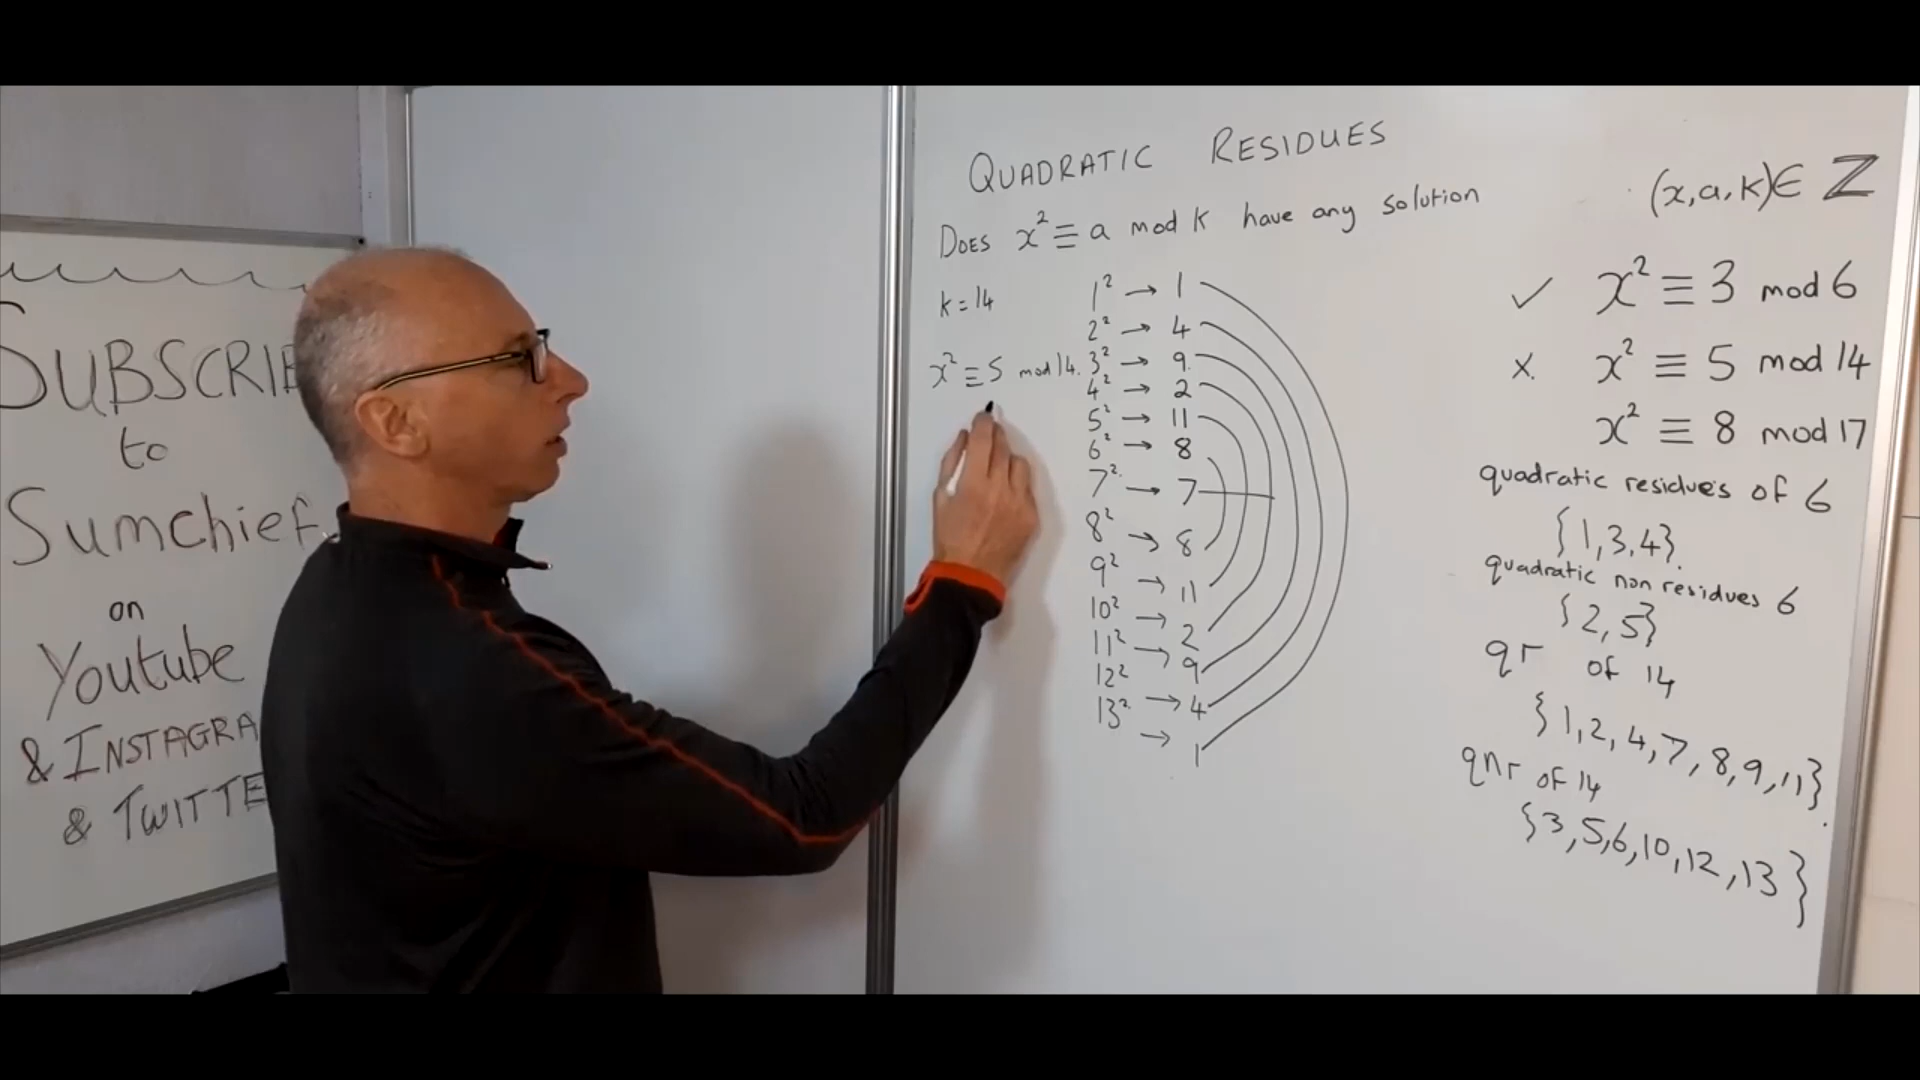 SUBSCRIB
to
Sumchief
on
Youtube
& INSTAGRA
& TWITTE
QUADRATIC RESIDUES
DOES x² ≡ a mod k have any solution
k = 14
x² ≡ 5 mod 14.
1² → 1
2² → 4
3² → 9
4² → 2
5² → 11
6² → 8
7² → 7
8² → 8
9² → 11
10² → 2
11² → 9
12² → 4
13² → 1
(x, a, k) ∈ ℤ
✓ x² ≡ 3 mod 6
x. x² ≡ 5 mod 14
x² ≡ 8 mod 17
quadratic residues of 6
{1,3,4}.
quadratic non residues 6
{2,5}
qr of 14
{1,2,4,7,8,9,11}.
qnr of 14
{3,5,6,10,12,13}